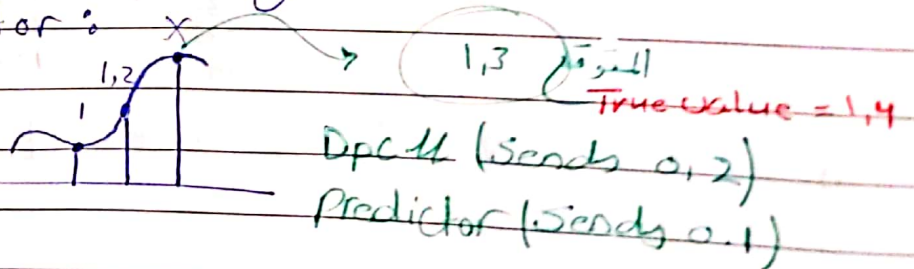 or :
X
1,2
1
1,3 المتوقع
True value = 1,4
Dpcm (sends 0,2)
predictor (sends 0.1)